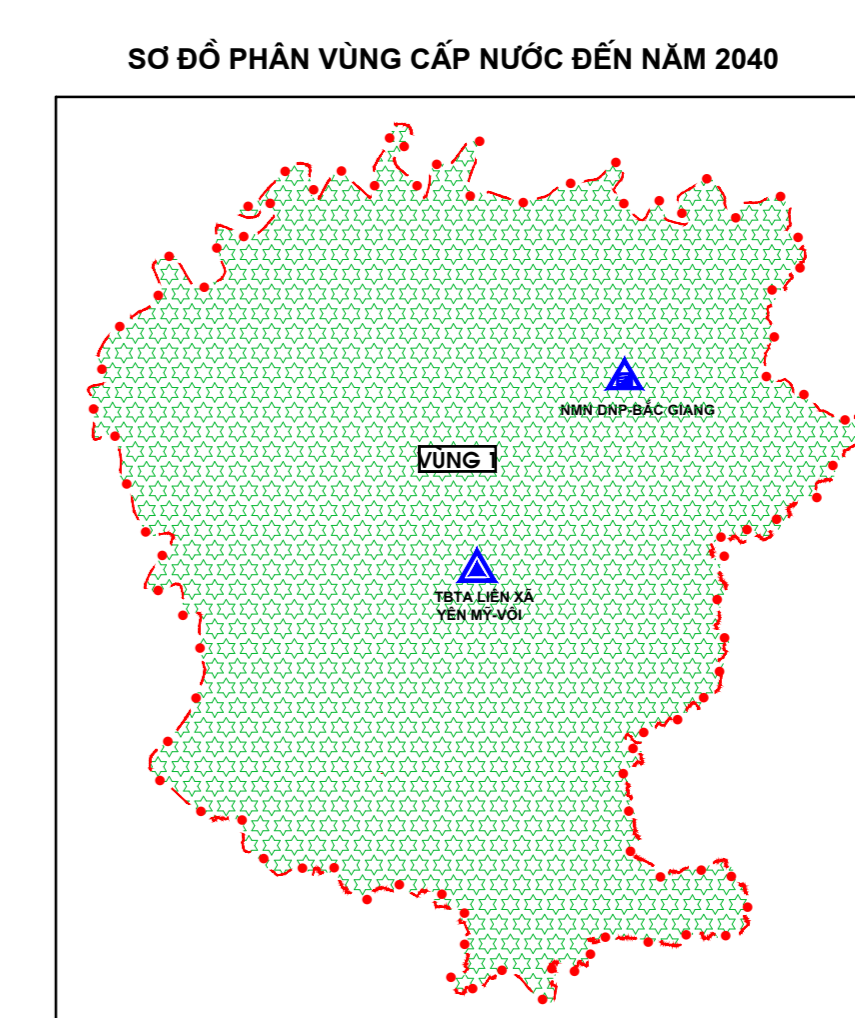 SƠ ĐỒ PHÂN VÙNG CẤP NƯỚC ĐẾN NĂM 2040
NMN DNP-BẮC GIANG
VÙNG 1
TBTA LIÊN XÃ
YÊN MỸ-VÔI